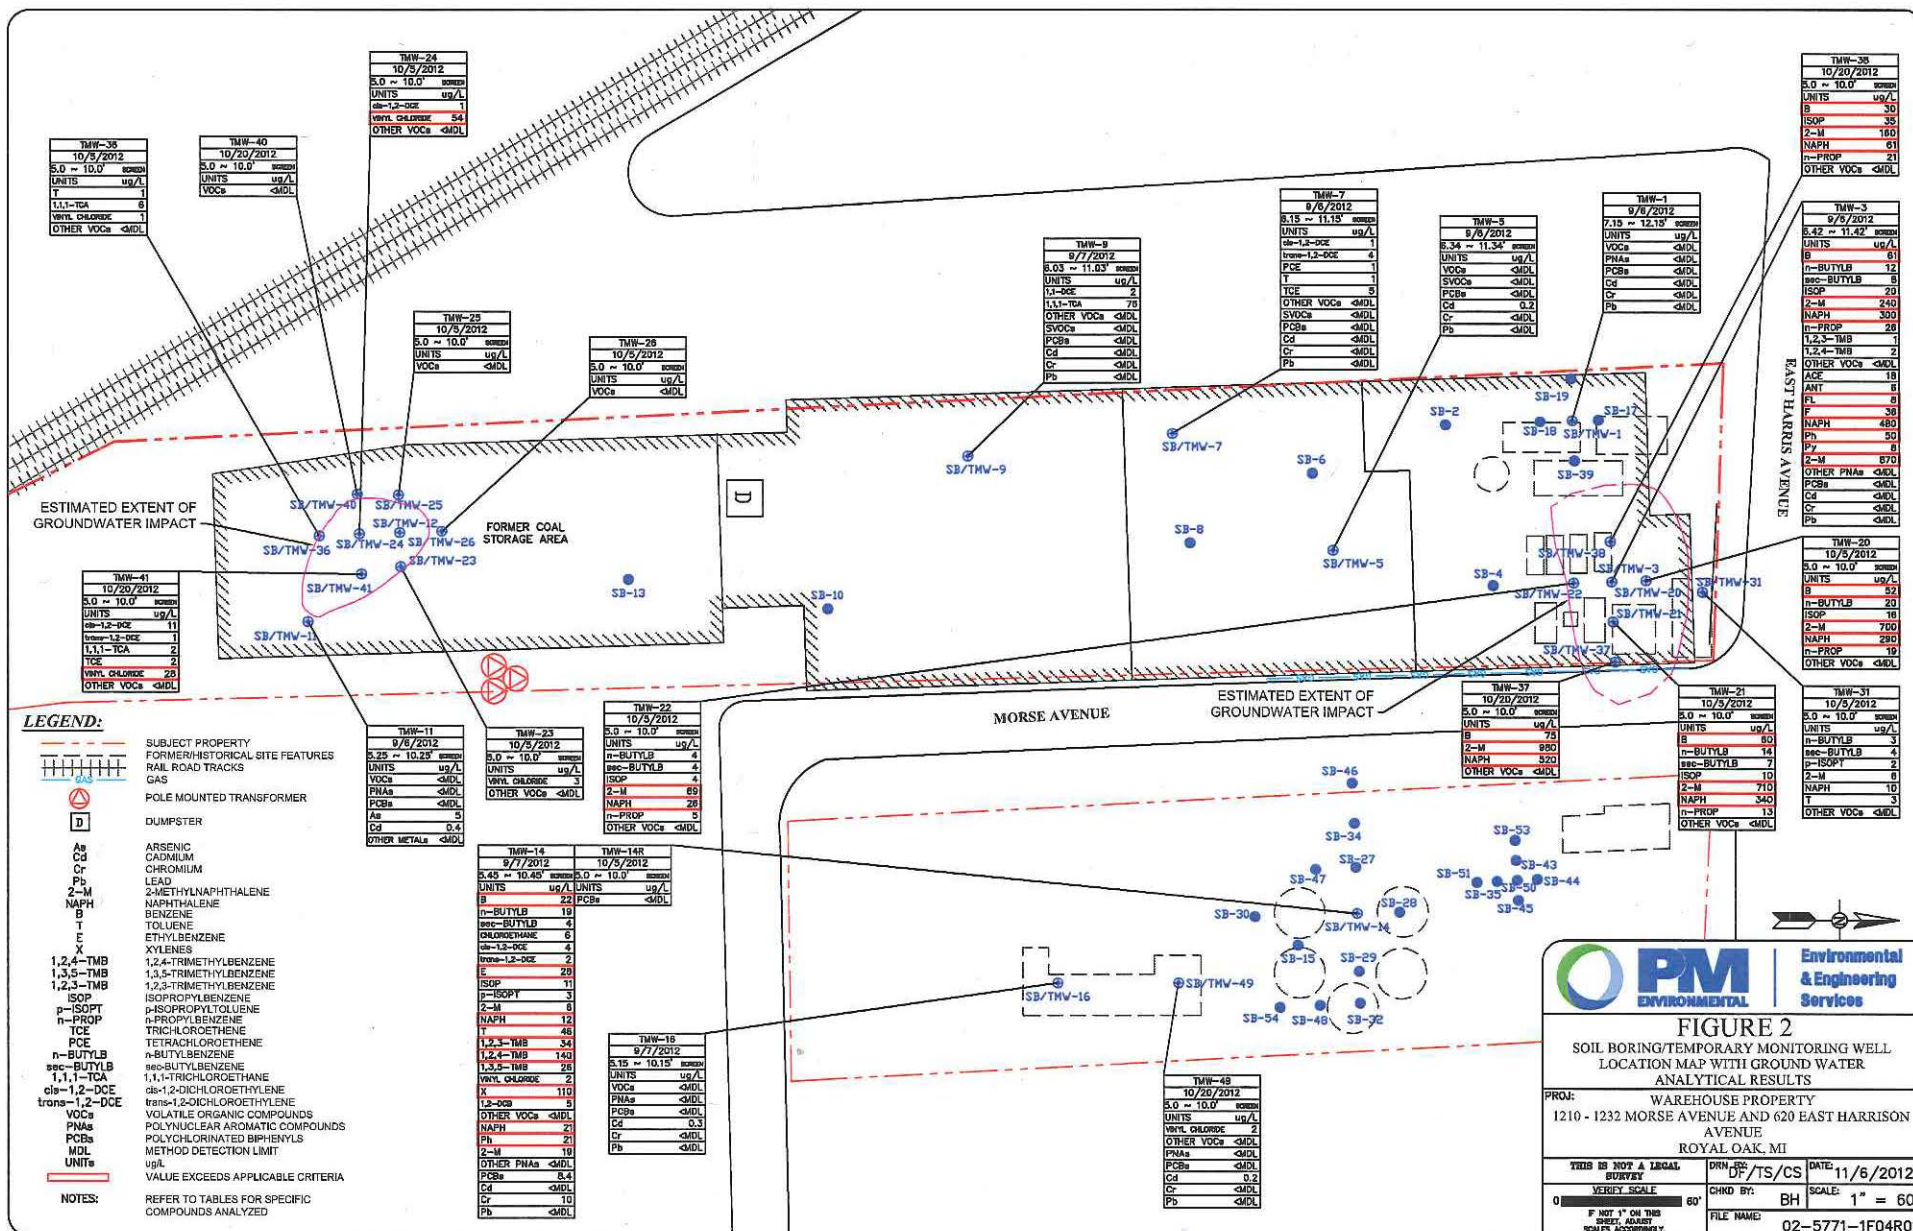 TMW-24
10/5/2012
5.0 ~ 10.0' SCREEN
UNITS ug/L
cis-1,2-DCE 1
VINYL CHLORIDE 54
OTHER VOCs <MDL
TMW-36
10/5/2012
5.0 ~ 10.0' SCREEN
UNITS ug/L
T 1
1,1,1-TCA 6
VINYL CHLORIDE 1
OTHER VOCs <MDL
TMW-40
10/20/2012
5.0 ~ 10.0' SCREEN
UNITS ug/L
VOCs <MDL
TMW-25
10/5/2012
5.0 ~ 10.0' SCREEN
UNITS ug/L
VOCs <MDL
TMW-26
10/5/2012
5.0 ~ 10.0' SCREEN
UNITS ug/L
VOCs <MDL
TMW-9
9/7/2012
6.03 ~ 11.03' SCREEN
UNITS ug/L
1,1-DCE 2
1,1,1-TCA 75
OTHER VOCs <MDL
SVOCs <MDL
PCBs <MDL
Cd <MDL
Cr <MDL
Pb <MDL
TMW-7
9/6/2012
6.15 ~ 11.15' SCREEN
UNITS ug/L
cis-1,2-DCE 1
trans-1,2-DCE 4
PCE 1
T 1
TCE 5
OTHER VOCs <MDL
SVOCs <MDL
PCBs <MDL
Cd <MDL
Cr <MDL
Pb <MDL
TMW-5
9/6/2012
6.34 ~ 11.34' SCREEN
UNITS ug/L
VOCs <MDL
SVOCs <MDL
PCBs <MDL
Cd 0.2
Cr <MDL
Pb <MDL
TMW-1
9/6/2012
7.15 ~ 12.15' SCREEN
UNITS ug/L
VOCs <MDL
PNAs <MDL
PCBs <MDL
Cd <MDL
Cr <MDL
Pb <MDL
TMW-38
10/20/2012
5.0 ~ 10.0' SCREEN
UNITS ug/L
B 30
ISOP 35
2-M 160
NAPH 61
n-PROP 21
OTHER VOCs <MDL
TMW-3
9/6/2012
6.42 ~ 11.42' SCREEN
UNITS ug/L
B 61
n-BUTYLB 12
sec-BUTYLB 6
ISOP 20
2-M 240
NAPH 300
n-PROP 26
1,2,3-TMB 1
1,2,4-TMB 2
OTHER VOCs <MDL
ACE 18
ANT 6
FL 8
F 36
NAPH 480
Ph 50
Py 6
2-M 670
OTHER PNAs <MDL
PCBs <MDL
Cd <MDL
Cr <MDL
Pb <MDL
EAST HARRIS AVENUE
TMW-20
10/5/2012
5.0 ~ 10.0' SCREEN
UNITS ug/L
B 52
n-BUTYLB 20
ISOP 16
2-M 700
NAPH 290
n-PROP 19
OTHER VOCs <MDL
SB-19
SB-2
SB-18
SB-17
SB/TMW-1
SB-39
SB/TMW-7
SB/TMW-9
SB-6
SB-8
SB/TMW-5
SB-4
SB/TMW-38
SB/TMW-3
SB/TMW-22
SB/TMW-20
SB/TMW-31
SB/TMW-21
SB/TMW-37
D
ESTIMATED EXTENT OF
GROUNDWATER IMPACT
SB/TMW-40
SB/TMW-25
SB/TMW-12
SB/TMW-36
SB/TMW-24
SB/TMW-26
SB/TMW-23
SB/TMW-41
SB/TMW-11
FORMER COAL
STORAGE AREA
SB-13
SB-10
TMW-41
10/20/2012
5.0 ~ 10.0' SCREEN
UNITS ug/L
cis-1,2-DCE 11
trans-1,2-DCE 1
1,1,1-TCA 2
TCE 2
VINYL CHLORIDE 28
OTHER VOCs <MDL
ESTIMATED EXTENT OF
GROUNDWATER IMPACT
MORSE AVENUE
TMW-11
9/6/2012
5.25 ~ 10.25' SCREEN
UNITS ug/L
VOCs <MDL
PNAs <MDL
PCBs <MDL
As 5
Cd 0.4
OTHER METALs <MDL
TMW-23
10/5/2012
5.0 ~ 10.0' SCREEN
UNITS ug/L
VINYL CHLORIDE 3
OTHER VOCs <MDL
TMW-22
10/5/2012
5.0 ~ 10.0' SCREEN
UNITS ug/L
n-BUTYLB 4
sec-BUTYLB 4
ISOP 4
2-M 69
NAPH 26
n-PROP 5
OTHER VOCs <MDL
TMW-37
10/20/2012
5.0 ~ 10.0' SCREEN
UNITS ug/L
B 75
2-M 980
NAPH 520
OTHER VOCs <MDL
TMW-21
10/5/2012
5.0 ~ 10.0' SCREEN
UNITS ug/L
B 60
n-BUTYLB 14
sec-BUTYLB 7
ISOP 10
2-M 710
NAPH 340
n-PROP 13
OTHER VOCs <MDL
TMW-31
10/5/2012
5.0 ~ 10.0' SCREEN
UNITS ug/L
n-BUTYLB 3
sec-BUTYLB 4
p-ISOPT 2
2-M 6
NAPH 10
T 3
OTHER VOCs <MDL
TMW-14 TMW-14R
9/7/2012 10/5/2012
5.45 ~ 10.45' SCREEN 5.0 ~ 10.0' SCREEN
UNITS ug/L UNITS ug/L
B 22 PCBs <MDL
n-BUTYLB 19
sec-BUTYLB 4
CHLOROETHANE 6
cis-1,2-DCE 4
trans-1,2-DCE 2
E 28
ISOP 11
p-ISOPT 3
2-M 6
NAPH 12
T 46
1,2,3-TMB 34
1,2,4-TMB 140
1,3,5-TMB 26
VINYL CHLORIDE 2
X 110
1,2-DCB 5
OTHER VOCs <MDL
NAPH 21
Ph 21
2-M 19
OTHER PNAs <MDL
PCBs 8.4
Cd <MDL
Cr 10
Pb <MDL
TMW-16
9/7/2012
5.15 ~ 10.15' SCREEN
UNITS ug/L
VOCs <MDL
PNAs <MDL
PCBs <MDL
Cd 0.3
Cr <MDL
Pb <MDL
TMW-49
10/20/2012
5.0 ~ 10.0' SCREEN
UNITS ug/L
VINYL CHLORIDE 2
OTHER VOCs <MDL
PNAs <MDL
PCBs <MDL
Cd 0.2
Cr <MDL
Pb <MDL
SB-46
SB-34
SB-27
SB-47
SB-53
SB-43
SB-51
SB-35
SB-50
SB-44
SB-45
SB-30
SB-28
SB/TMW-14
SB-15
SB-29
SB/TMW-16
SB/TMW-49
SB-54
SB-48
SB-32
LEGEND:
SUBJECT PROPERTY
FORMER/HISTORICAL SITE FEATURES
RAIL ROAD TRACKS
GAS GAS
POLE MOUNTED TRANSFORMER
D DUMPSTER
As ARSENIC
Cd CADMIUM
Cr CHROMIUM
Pb LEAD
2-M 2-METHYLNAPHTHALENE
NAPH NAPHTHALENE
B BENZENE
T TOLUENE
E ETHYLBENZENE
X XYLENES
1,2,4-TMB 1,2,4-TRIMETHYLBENZENE
1,3,5-TMB 1,3,5-TRIMETHYLBENZENE
1,2,3-TMB 1,2,3-TRIMETHYLBENZENE
ISOP ISOPROPYLBENZENE
p-ISOPT p-ISOPROPYLTOLUENE
n-PROP n-PROPYLBENZENE
TCE TRICHLOROETHENE
PCE TETRACHLOROETHENE
n-BUTYLB n-BUTYLBENZENE
sec-BUTYLB sec-BUTYLBENZENE
1,1,1-TCA 1,1,1-TRICHLOROETHANE
cis-1,2-DCE cis-1,2-DICHLOROETHYLENE
trans-1,2-DCE trans-1,2-DICHLOROETHYLENE
VOCs VOLATILE ORGANIC COMPOUNDS
PNAs POLYNUCLEAR AROMATIC COMPOUNDS
PCBs POLYCHLORINATED BIPHENYLS
MDL METHOD DETECTION LIMIT
UNITs ug/L
VALUE EXCEEDS APPLICABLE CRITERIA
NOTES: REFER TO TABLES FOR SPECIFIC
COMPOUNDS ANALYZED
PM
ENVIRONMENTAL
Environmental
& Engineering
Services
FIGURE 2
SOIL BORING/TEMPORARY MONITORING WELL
LOCATION MAP WITH GROUND WATER
ANALYTICAL RESULTS
PROJ: WAREHOUSE PROPERTY
1210 - 1232 MORSE AVENUE AND 620 EAST HARRISON
AVENUE
ROYAL OAK, MI
THIS IS NOT A LEGAL
SURVEY
DRN BY: DF/TS/CS
DATE: 11/6/2012
VERIFY SCALE
0 60'
IF NOT 1" ON THIS
SHEET, ADJUST
SCALES ACCORDINGLY
CHKD BY: BH
SCALE: 1" = 60
FILE NAME: 02-5771-1F04R0